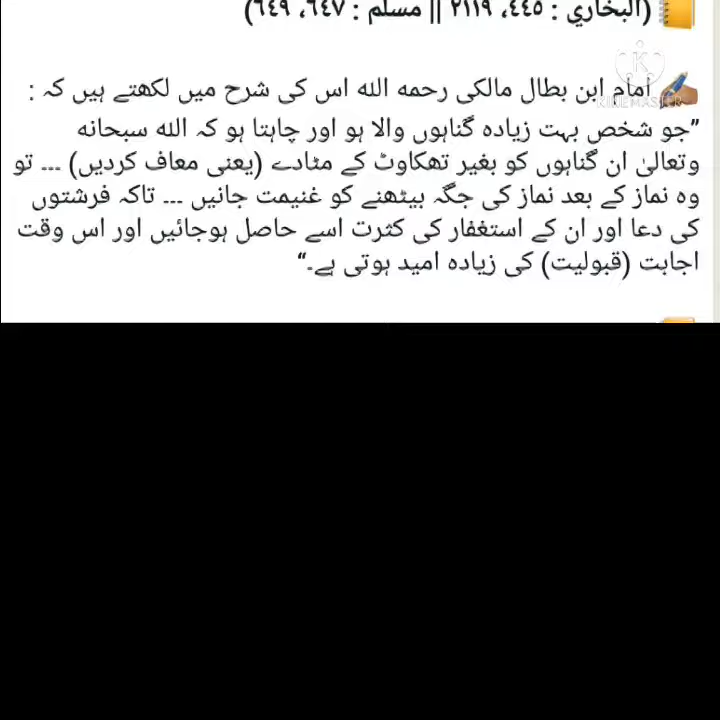 (البخاري : ٤٤٥، ٢١١٩ || مسلم : ٦٤٧، ٦٤٩)
امام ابن بطال مالکی رحمه الله اس کی شرح میں لکھتے ہیں کہ :
”جو شخص بہت زیادہ گناہوں والا ہو اور چاہتا ہو کہ الله سبحانه
وتعالیٰ ان گناہوں کو بغیر تھکاوٹ کے مٹادے (یعنی معاف کردیں) ... تو
وہ نماز کے بعد نماز کی جگہ بیٹھنے کو غنیمت جانیں ... تاکہ فرشتوں
کی دعا اور ان کے استغفار کی کثرت اسے حاصل ہوجائیں اور اس وقت
اجابت (قبولیت) کی زیادہ امید ہوتی ہے۔“
KINEMASTER